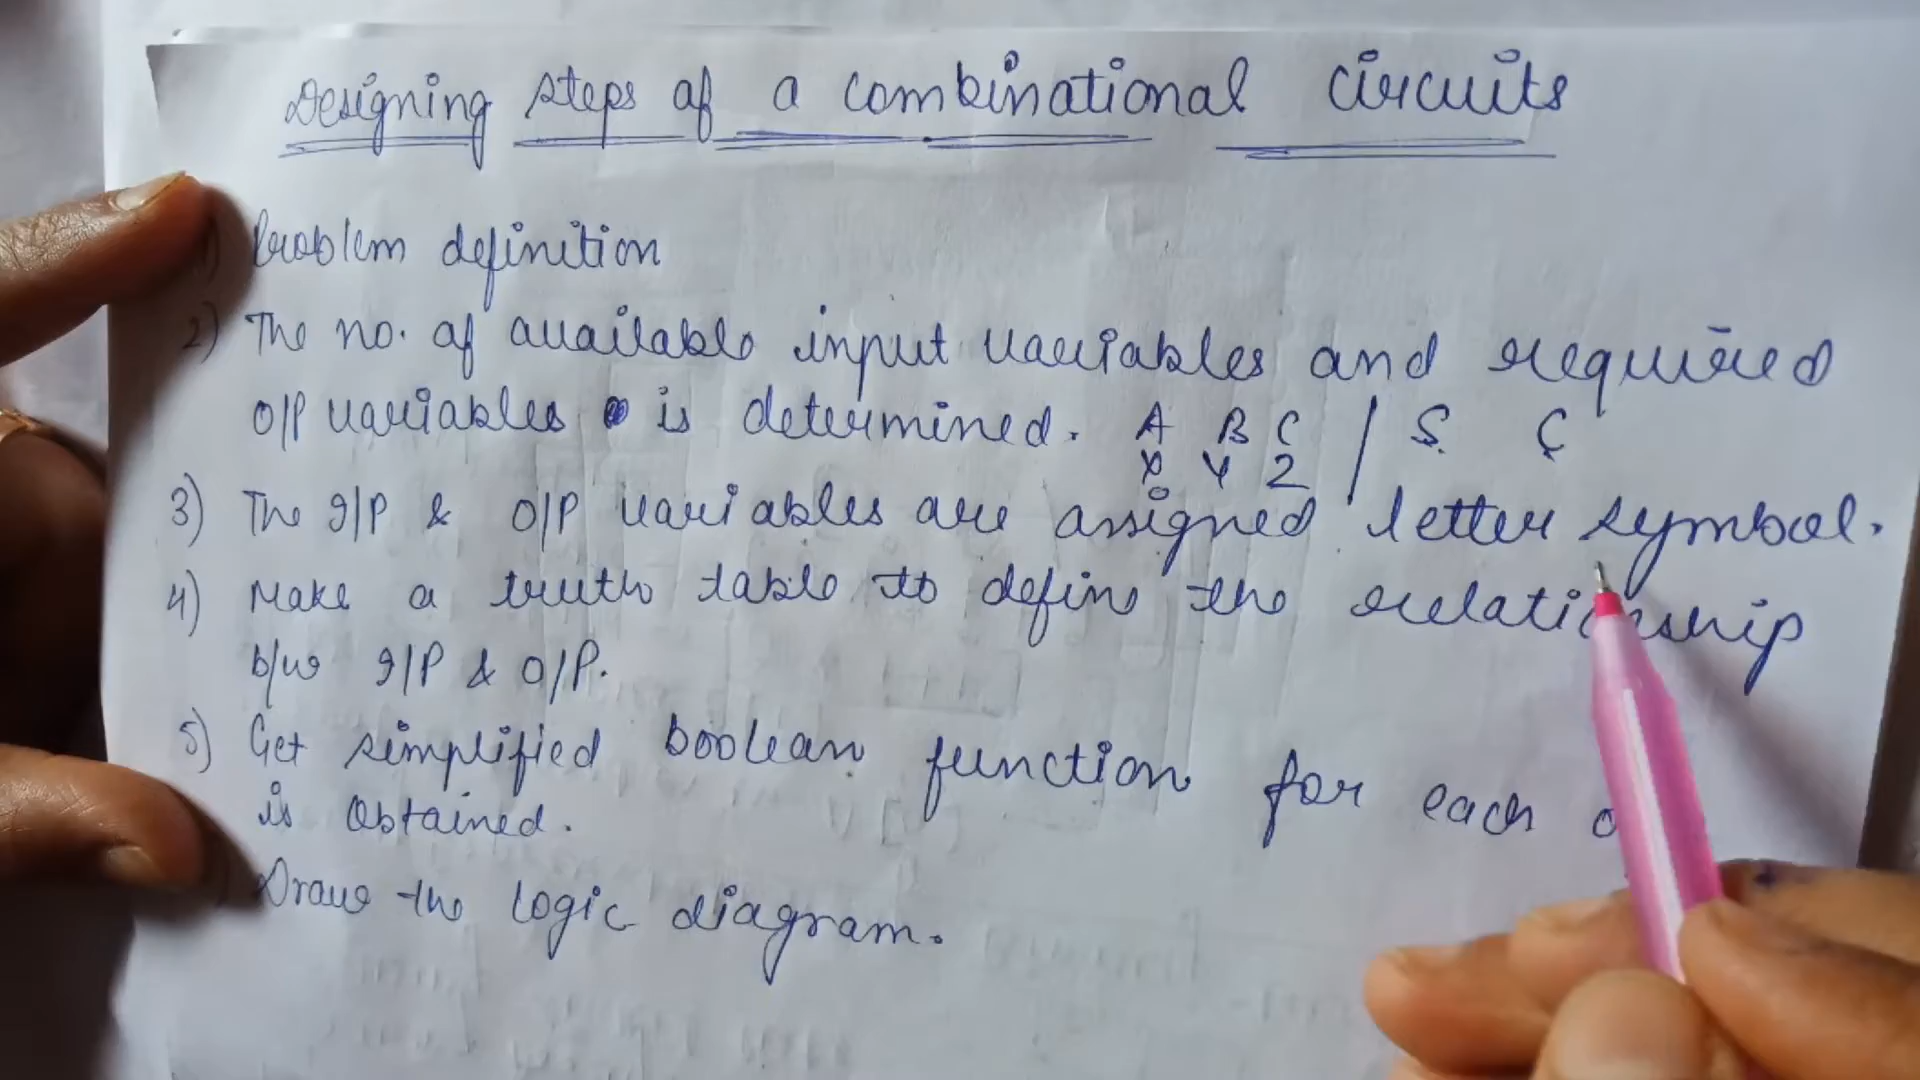 Designing steps of a combinational circuits
1) Problem definition
2) The no. of available input variables and required
O/P variables is determined. A B C / S C
X Y Z
3) The I/P & O/P variables are assigned letter symbol.
4) Make a truth table to define the relationship
b/w I/P & O/P.
5) Get simplified boolean function for each
is obtained.
Draw the logic diagram.